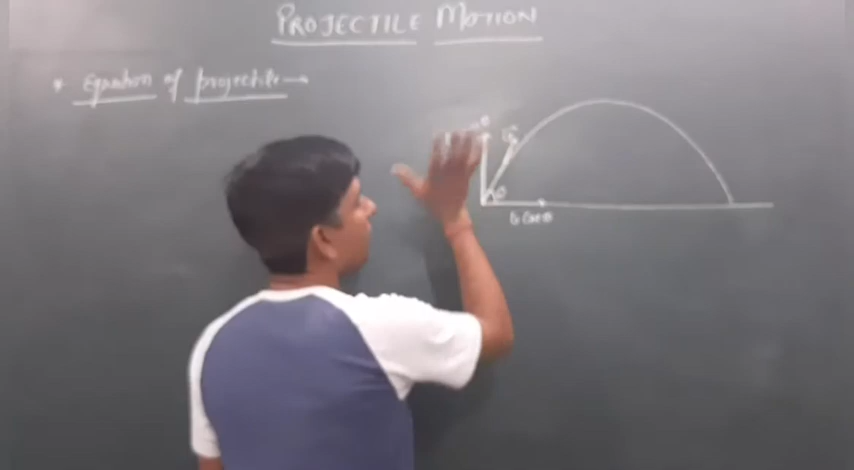 PROJECTILE MOTION
* Equation of projectile →
θ